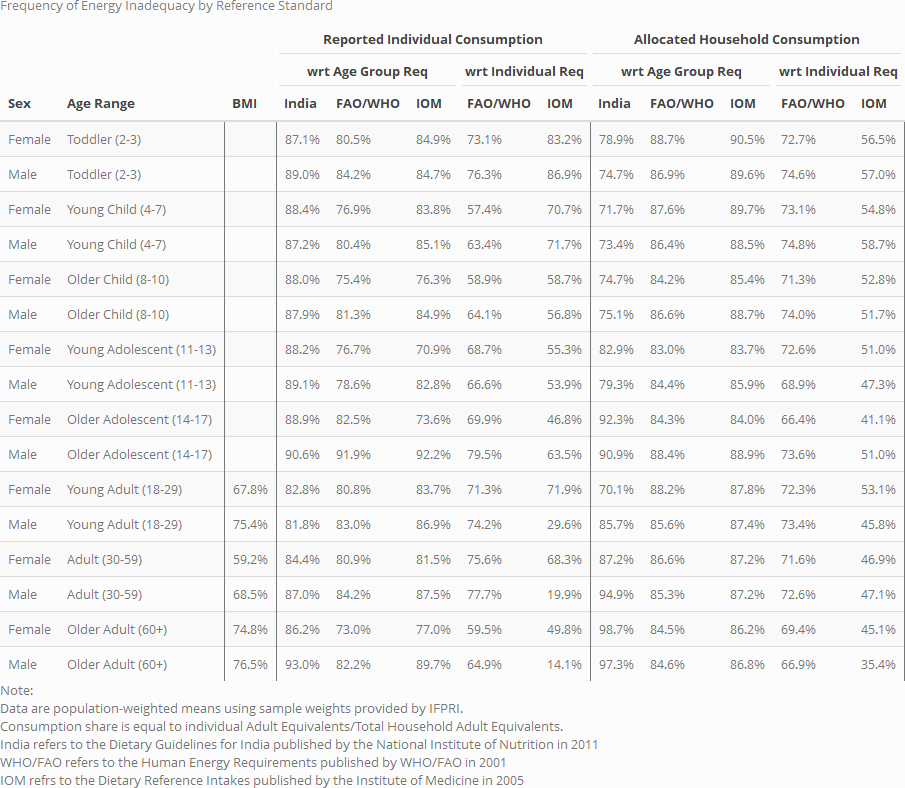 Frequency of Energy Inadequacy by Reference Standard
Reported Individual Consumption Allocated Household Consumption
wrt Age Group Req wrt Individual Req wrt Age Group Req wrt Individual Req
Sex Age Range BMI India FAO/WHO IOM FAO/WHO IOM India FAO/WHO IOM FAO/WHO IOM
Female Toddler (2-3) 87.1% 80.5% 84.9% 73.1% 83.2% 78.9% 88.7% 90.5% 72.7% 56.5%
Male Toddler (2-3) 89.0% 84.2% 84.7% 76.3% 86.9% 74.7% 86.9% 89.6% 74.6% 57.0%
Female Young Child (4-7) 88.4% 76.9% 83.8% 57.4% 70.7% 71.7% 87.6% 89.7% 73.1% 54.8%
Male Young Child (4-7) 87.2% 80.4% 85.1% 63.4% 71.7% 73.4% 86.4% 88.5% 74.8% 58.7%
Female Older Child (8-10) 88.0% 75.4% 76.3% 58.9% 58.7% 74.7% 84.2% 85.4% 71.3% 52.8%
Male Older Child (8-10) 87.9% 81.3% 84.9% 64.1% 56.8% 75.1% 86.6% 88.7% 74.0% 51.7%
Female Young Adolescent (11-13) 88.2% 76.7% 70.9% 68.7% 55.3% 82.9% 83.0% 83.7% 72.6% 51.0%
Male Young Adolescent (11-13) 89.1% 78.6% 82.8% 66.6% 53.9% 79.3% 84.4% 85.9% 68.9% 47.3%
Female Older Adolescent (14-17) 88.9% 82.5% 73.6% 69.9% 46.8% 92.3% 84.3% 84.0% 66.4% 41.1%
Male Older Adolescent (14-17) 90.6% 91.9% 92.2% 79.5% 63.5% 90.9% 88.4% 88.9% 73.6% 51.0%
Female Young Adult (18-29) 67.8% 82.8% 80.8% 83.7% 71.3% 71.9% 70.1% 88.2% 87.8% 72.3% 53.1%
Male Young Adult (18-29) 75.4% 81.8% 83.0% 86.9% 74.2% 29.6% 85.7% 85.6% 87.4% 73.4% 45.8%
Female Adult (30-59) 59.2% 84.4% 80.9% 81.5% 75.6% 68.3% 87.2% 86.6% 87.2% 71.6% 46.9%
Male Adult (30-59) 68.5% 87.0% 84.2% 87.5% 77.7% 19.9% 94.9% 85.3% 87.2% 72.6% 47.1%
Female Older Adult (60+) 74.8% 86.2% 73.0% 77.0% 59.5% 49.8% 98.7% 84.5% 86.2% 69.4% 45.1%
Male Older Adult (60+) 76.5% 93.0% 82.2% 89.7% 64.9% 14.1% 97.3% 84.6% 86.8% 66.9% 35.4%
Note:
Data are population-weighted means using sample weights provided by IFPRI.
Consumption share is equal to individual Adult Equivalents/Total Household Adult Equivalents.
India refers to the Dietary Guidelines for India published by the National Institute of Nutrition in 2011
WHO/FAO refers to the Human Energy Requirements published by WHO/FAO in 2001
IOM refrs to the Dietary Reference Intakes published by the Institute of Medicine in 2005